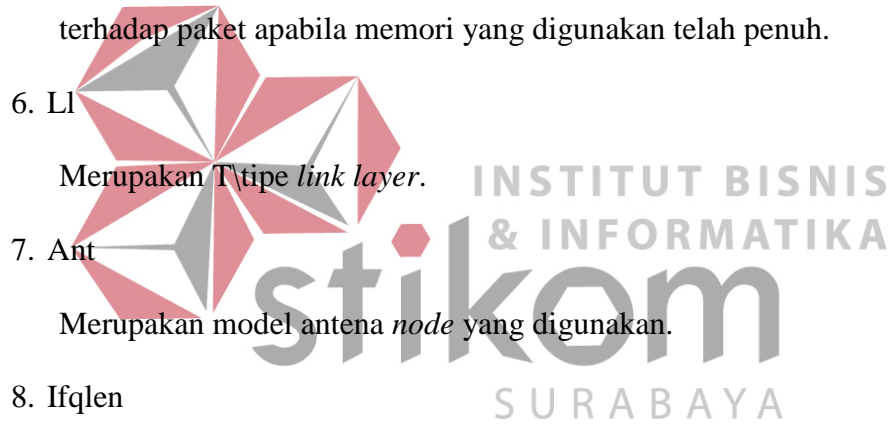 terhadap paket apabila memori yang digunakan telah penuh.
6. Ll
Merupakan T\tipe link layer.
INSTITUT BISNIS
& INFORMATIKA
7. Ant
stikom
Merupakan model antena node yang digunakan.
8. Ifqlen
SURABAYA